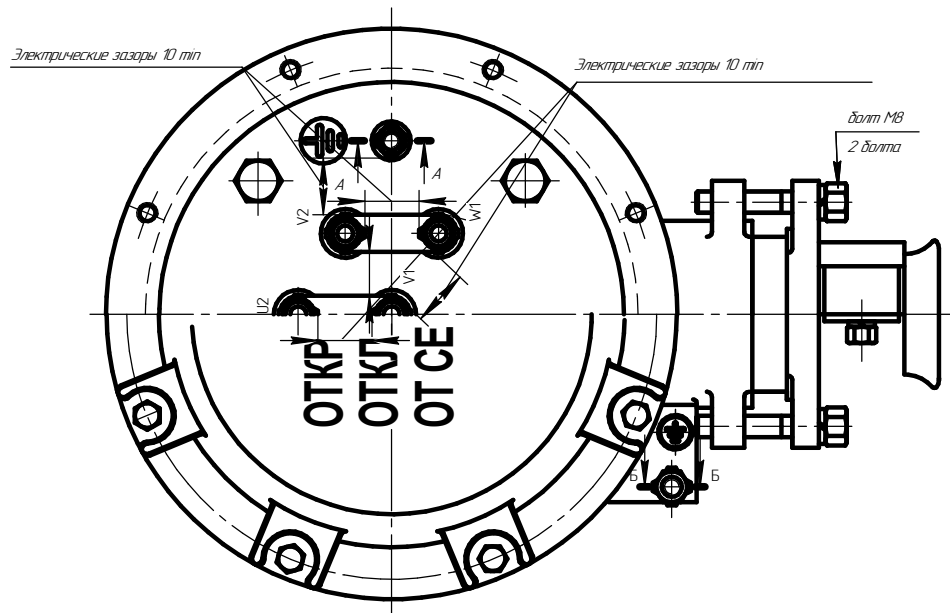 Электрические зазоры 10 min
Электрические зазоры 10 min
болт М8
2 болта
А
А
V2
W1
V1
U2
ОТКР
ОТКЛ
ОТ СЕ
Б
Б